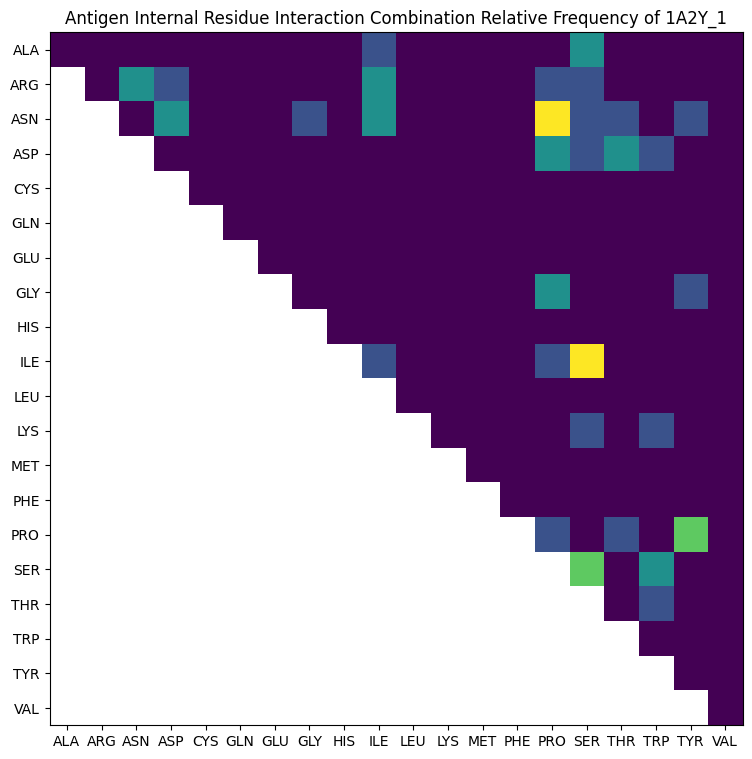 Antigen Internal Residue Interaction Combination Relative Frequency of 1A2Y_1
ALA
ARG
ASN
ASP
CYS
GLN
GLU
GLY
HIS
ILE
LEU
LYS
MET
PHE
PRO
SER
THR
TRP
TYR
VAL
ALA ARG ASN ASP CYS GLN GLU GLY HIS ILE LEU LYS MET PHE PRO SER THR TRP TYR VAL